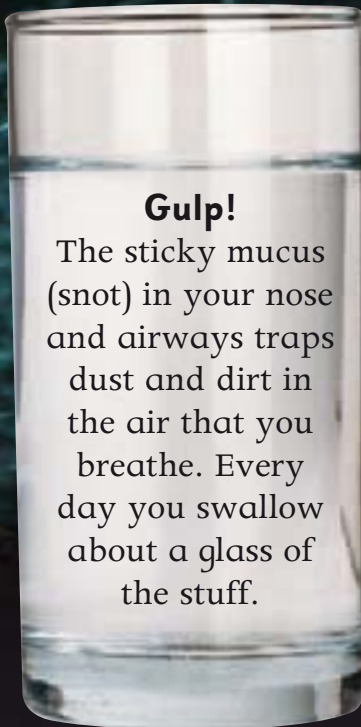 Gulp!
The sticky mucus
(snot) in your nose
and airways traps
dust and dirt in
the air that you
breathe. Every
day you swallow
about a glass of
the stuff.